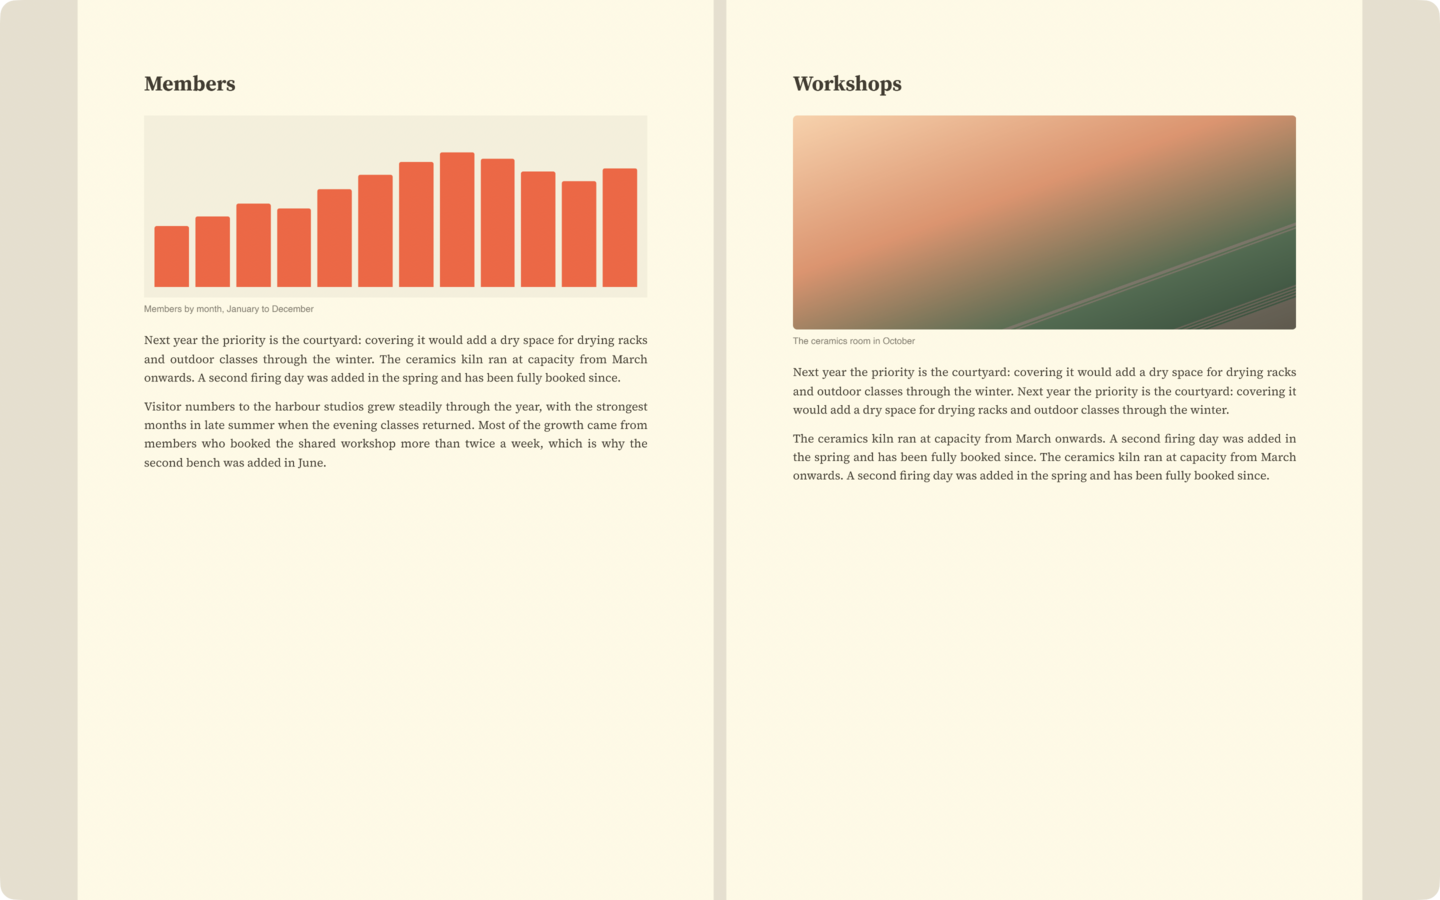 Members
Members by month, January to December
Next year the priority is the courtyard: covering it would add a dry space for drying racks
and outdoor classes through the winter. The ceramics kiln ran at capacity from March
onwards. A second firing day was added in the spring and has been fully booked since.
Visitor numbers to the harbour studios grew steadily through the year, with the strongest
months in late summer when the evening classes returned. Most of the growth came from
members who booked the shared workshop more than twice a week, which is why the
second bench was added in June.
Workshops
The ceramics room in October
Next year the priority is the courtyard: covering it would add a dry space for drying racks
and outdoor classes through the winter. Next year the priority is the courtyard: covering it
would add a dry space for drying racks and outdoor classes through the winter.
The ceramics kiln ran at capacity from March onwards. A second firing day was added in
the spring and has been fully booked since. The ceramics kiln ran at capacity from March
onwards. A second firing day was added in the spring and has been fully booked since.